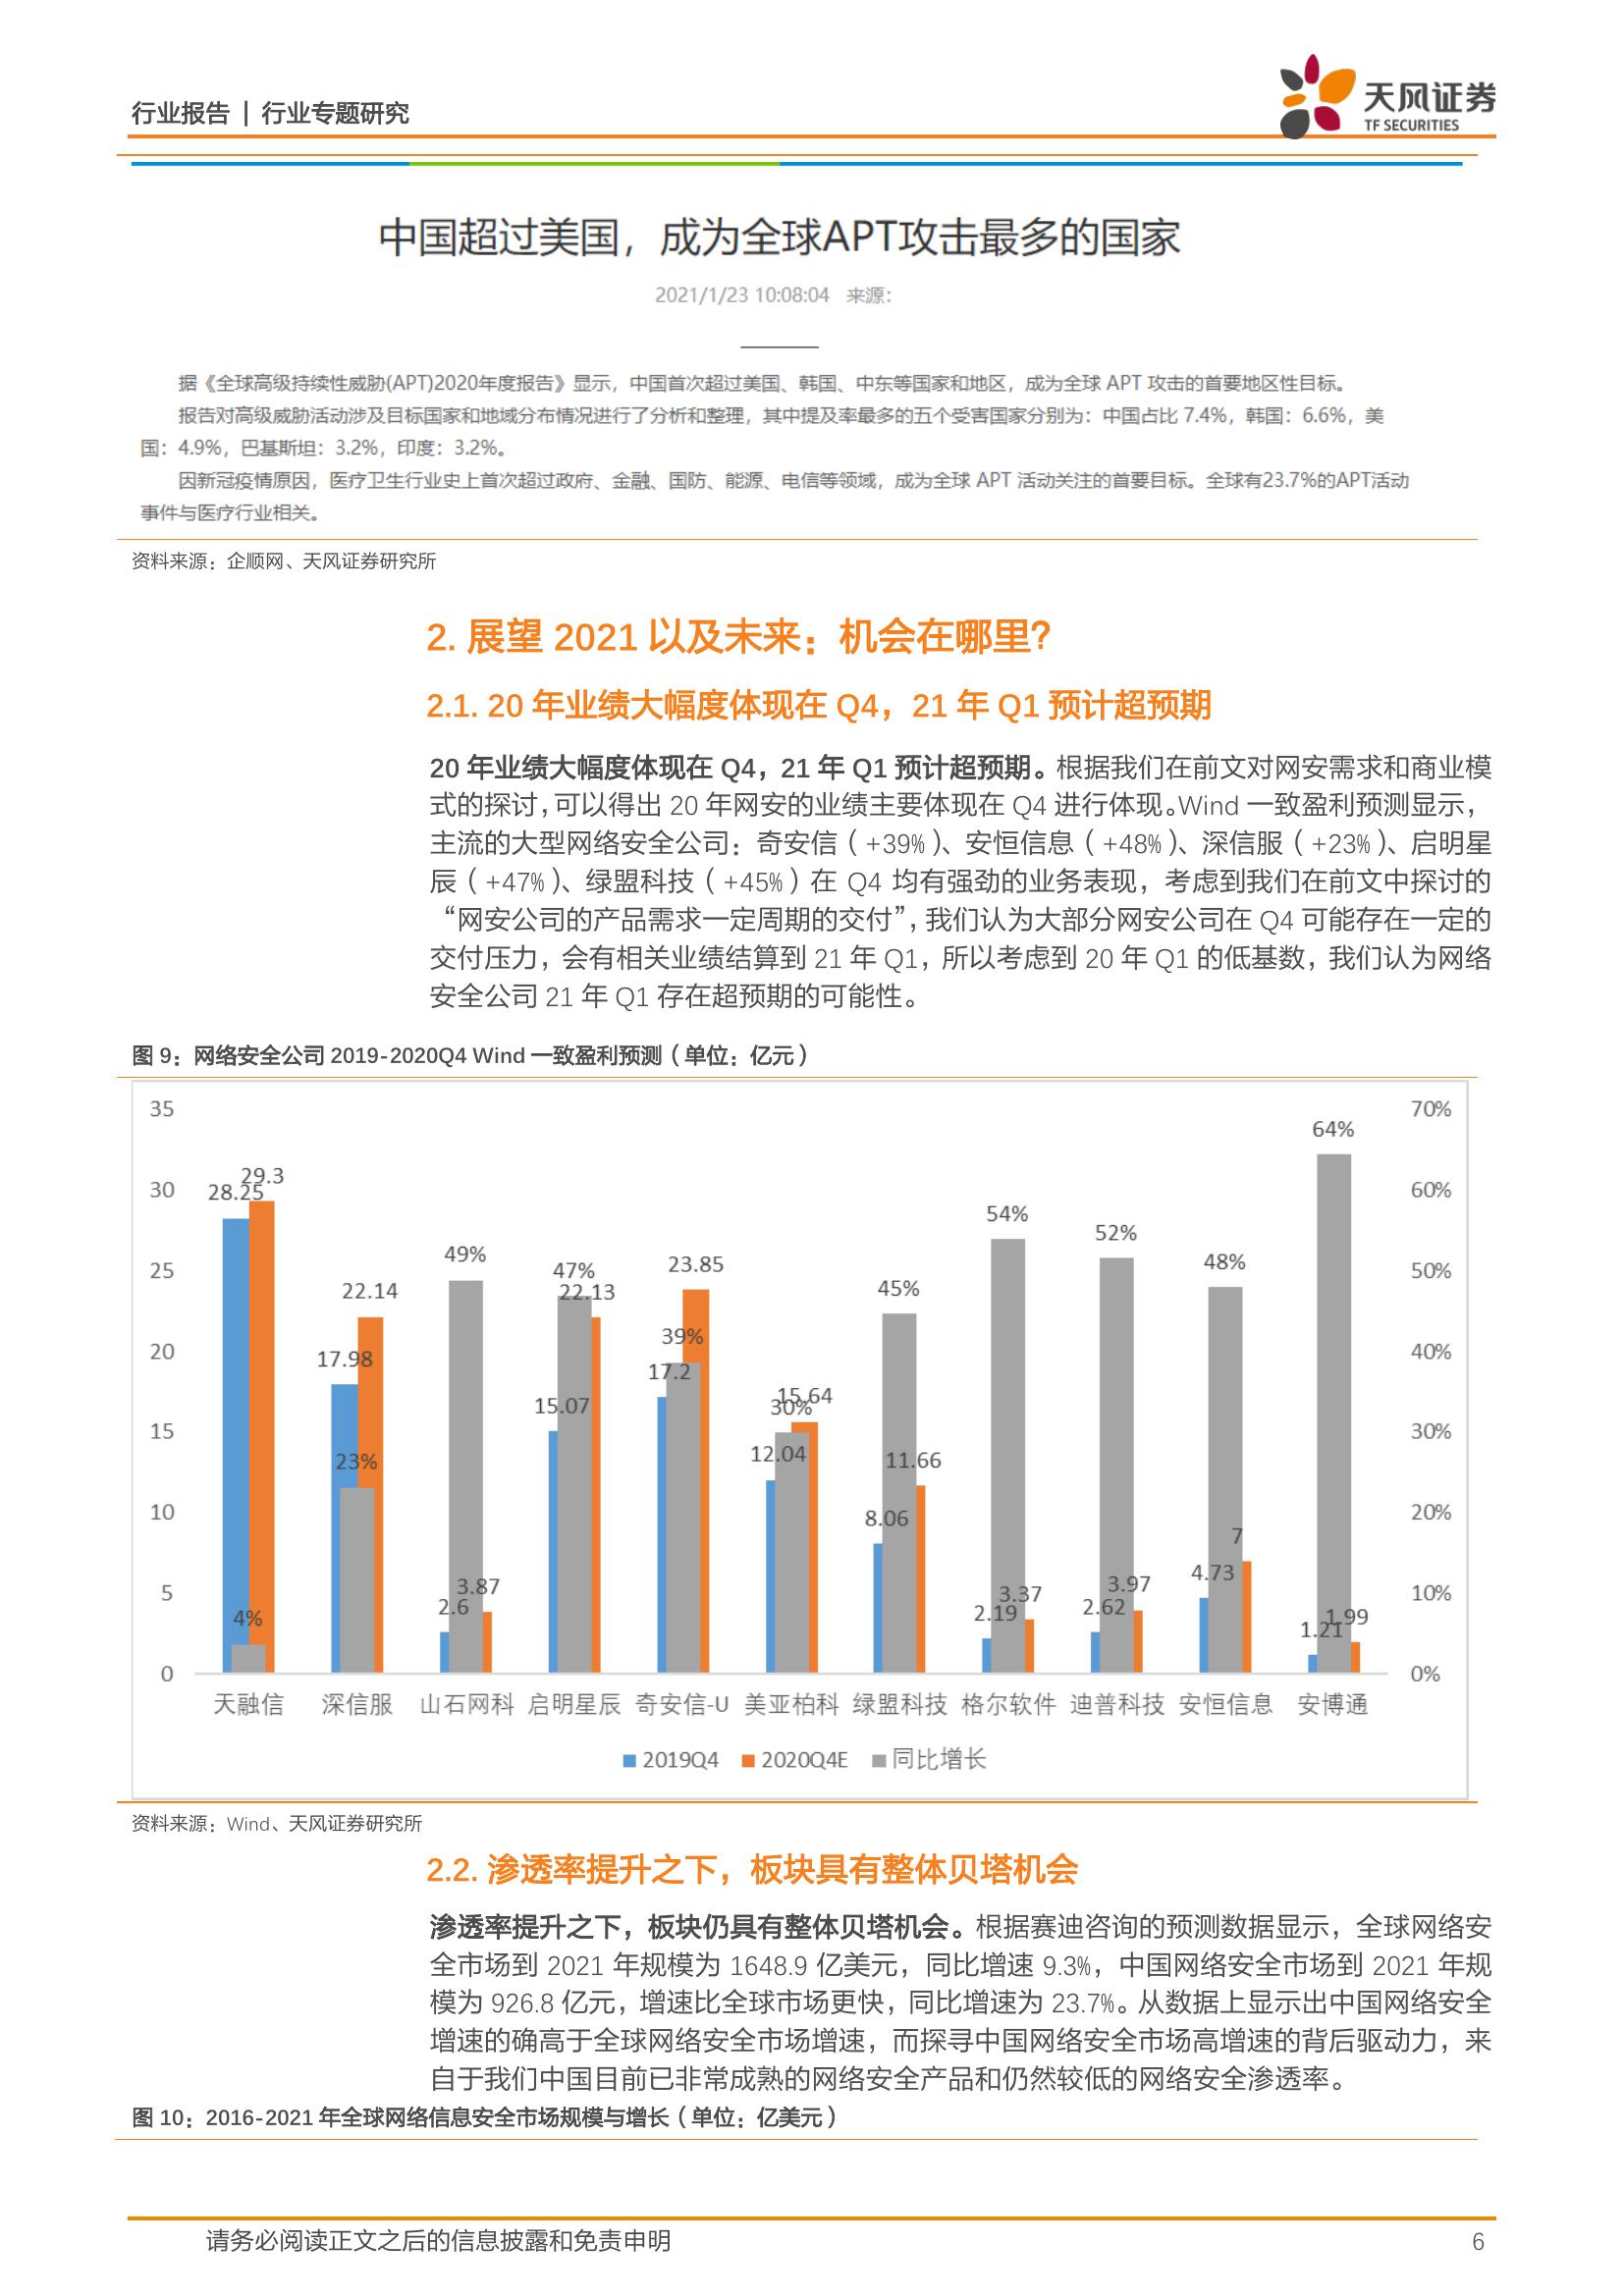 行业报告 | 行业专题研究
天风证券
TF SECURITIES
中国超过美国，成为全球APT攻击最多的国家
2021/1/23 10:08:04 来源：
据《全球高级持续性威胁(APT)2020年度报告》显示，中国首次超过美国、韩国、中东等国家和地区，成为全球 APT 攻击的首要地区性目标。
报告对高级威胁活动涉及目标国家和地域分布情况进行了分析和整理，其中提及率最多的五个受害国家分别为：中国占比 7.4%，韩国：6.6%，美
国：4.9%，巴基斯坦：3.2%，印度：3.2%。
因新冠疫情原因，医疗卫生行业史上首次超过政府、金融、国防、能源、电信等领域，成为全球 APT 活动关注的首要目标。全球有23.7%的APT活动
事件与医疗行业相关。
资料来源：企顺网、天风证券研究所
2. 展望 2021 以及未来：机会在哪里？
2.1. 20 年业绩大幅度体现在 Q4，21 年 Q1 预计超预期
20 年业绩大幅度体现在 Q4，21 年 Q1 预计超预期。根据我们在前文对网安需求和商业模
式的探讨，可以得出 20 年网安的业绩主要体现在 Q4 进行体现。Wind 一致盈利预测显示，
主流的大型网络安全公司：奇安信（+39%）、安恒信息（+48%）、深信服（+23%）、启明星
辰（+47%）、绿盟科技（+45%）在 Q4 均有强劲的业务表现，考虑到我们在前文中探讨的
“网安公司的产品需求一定周期的交付”，我们认为大部分网安公司在 Q4 可能存在一定的
交付压力，会有相关业绩结算到 21 年 Q1，所以考虑到 20 年 Q1 的低基数，我们认为网络
安全公司 21 年 Q1 存在超预期的可能性。
图 9：网络安全公司 2019-2020Q4 Wind 一致盈利预测（单位：亿元）
35 70%
64%
29.3
30 28.25 60%
54%
52%
49% 48%
25 47% 23.85 50%
22.14 22.13 45%
20 17.98 39% 40%
17.2
15.07 15.64
30%
15 23% 12.04 11.66 30%
10 8.06 20%
7
5 3.87 3.37 3.97 4.73 10%
4% 2.6 2.19 2.62 1.21 1.99
0 0%
天融信 深信服 山石网科 启明星辰 奇安信-U 美亚柏科 绿盟科技 格尔软件 迪普科技 安恒信息 安博通
2019Q4 2020Q4E 同比增长
资料来源：Wind、天风证券研究所
2.2. 渗透率提升之下，板块具有整体贝塔机会
渗透率提升之下，板块仍具有整体贝塔机会。根据赛迪咨询的预测数据显示，全球网络安
全市场到 2021 年规模为 1648.9 亿美元，同比增速 9.3%，中国网络安全市场到 2021 年规
模为 926.8 亿元，增速比全球市场更快，同比增速为 23.7%。从数据上显示出中国网络安全
增速的确高于全球网络安全市场增速，而探寻中国网络安全市场高增速的背后驱动力，来
自于我们中国目前已非常成熟的网络安全产品和仍然较低的网络安全渗透率。
图 10：2016-2021 年全球网络信息安全市场规模与增长（单位：亿美元）
请务必阅读正文之后的信息披露和免责申明 6